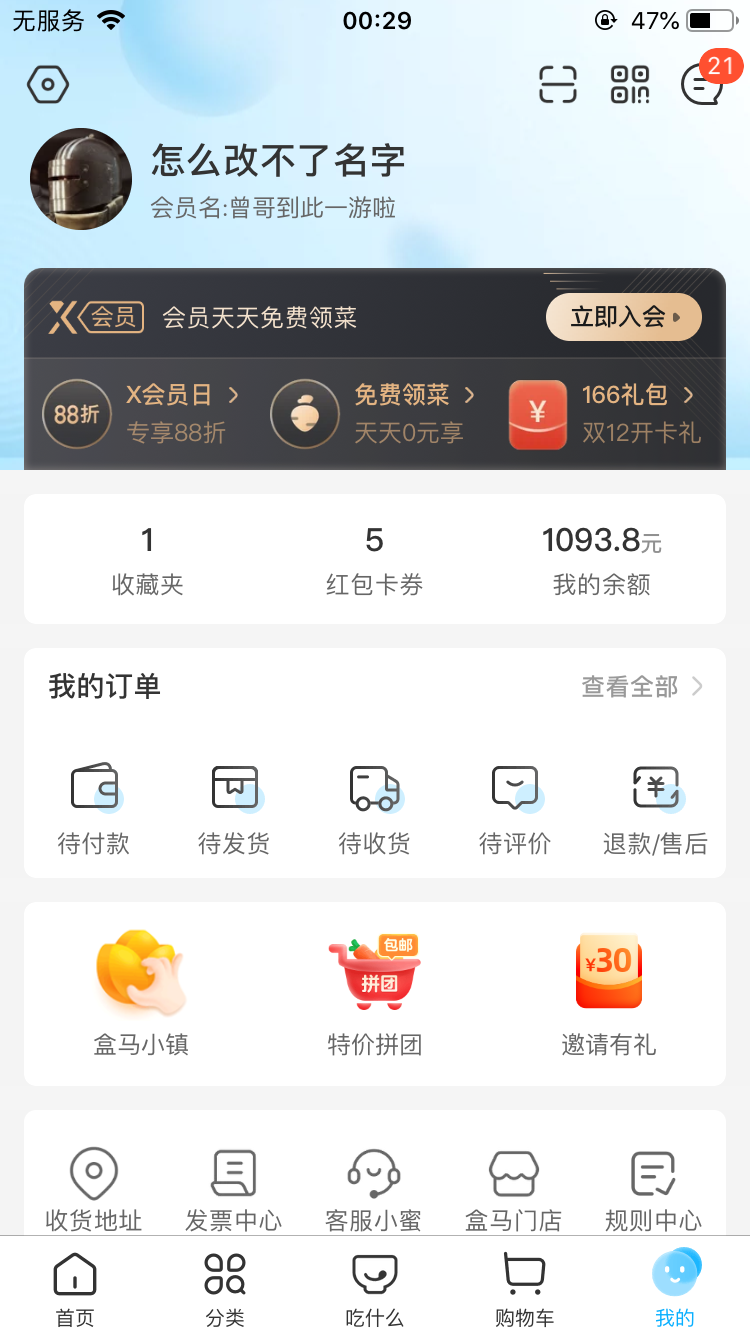 无服务 00:29 47%
21
怎么改不了名字
会员名:曾哥到此一游啦
X会员 会员天天免费领菜 立即入会
88折 X会员日 免费领菜 ¥ 166礼包
专享88折 天天0元享 双12开卡礼
1 5 1093.8元
收藏夹 红包卡券 我的余额
我的订单 查看全部
待付款 待发货 待收货 待评价 退款/售后
包邮
拼团 ¥30
盒马小镇 特价拼团 邀请有礼
收货地址 发票中心 客服小蜜 盒马门店 规则中心
首页 分类 吃什么 购物车 我的